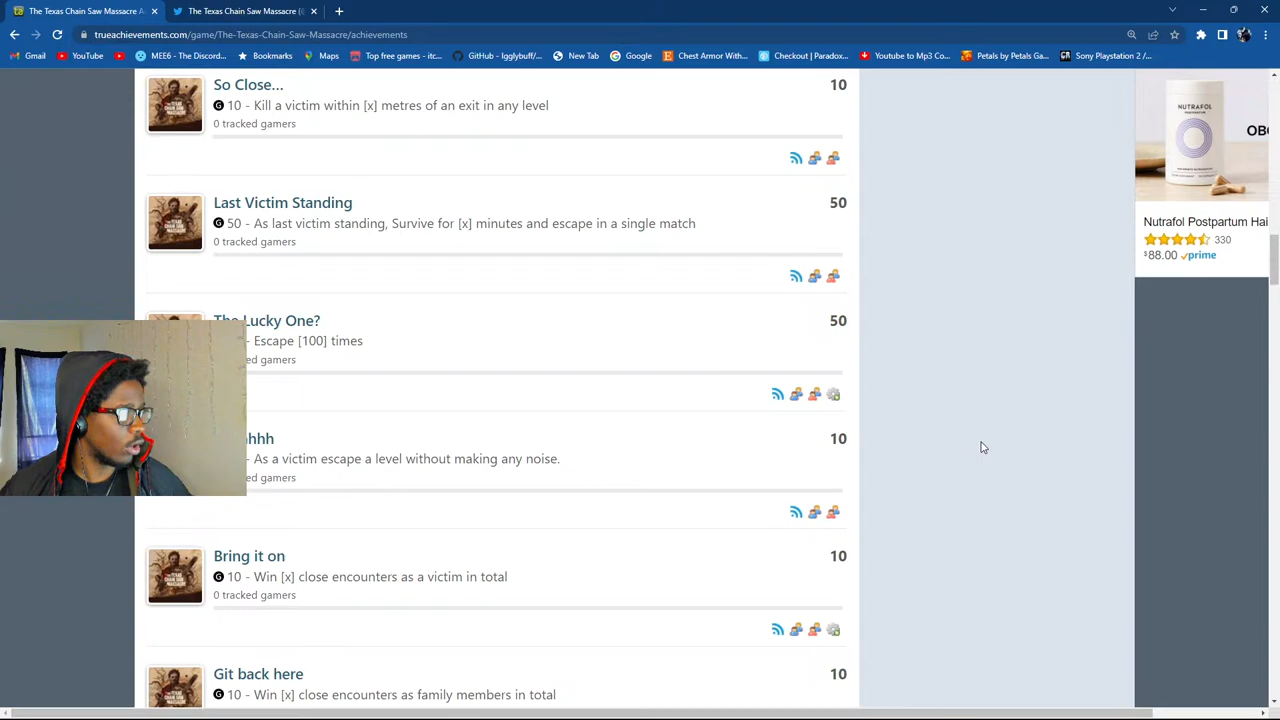 The Texas Chain Saw Massacre A
The Texas Chain Saw Massacre (
trueachievements.com/game/The-Texas-Chain-Saw-Massacre/achievements
Gmail
YouTube
MEE6 - The Discord...
Bookmarks
Maps
Top free games - itc...
GitHub - Iglybuff/...
New Tab
Google
Chest Armor With...
Checkout | Paradox...
Youtube to Mp3 Co...
Petals by Petals Ga...
Sony Playstation 2 /...
So Close...
10
G 10 - Kill a victim within [x] metres of an exit in any level
0 tracked gamers
Last Victim Standing
50
G 50 - As last victim standing, Survive for [x] minutes and escape in a single match
0 tracked gamers
The Lucky One?
50
- Escape [100] times
ed gamers
hhh
10
- As a victim escape a level without making any noise.
ed gamers
Bring it on
10
G 10 - Win [x] close encounters as a victim in total
0 tracked gamers
Git back here
10
G 10 - Win [x] close encounters as family members in total
NUTRAFOL
OBG
Nutrafol Postpartum Hai
330
$88.00 prime